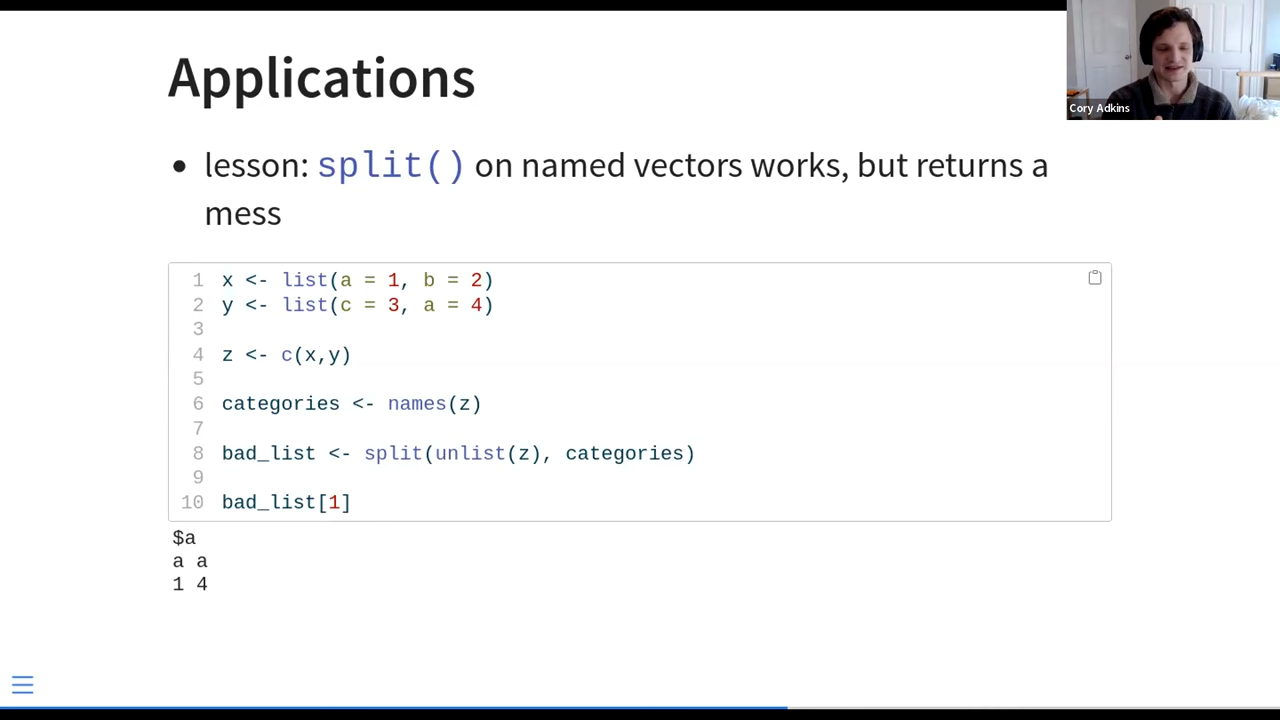 Applications
Cory Adkins
• lesson: split() on named vectors works, but returns a
mess
1 x <- list(a = 1, b = 2)
2 y <- list(c = 3, a = 4)
3
4 z <- c(x,y)
5
6 categories <- names(z)
7
8 bad_list <- split(unlist(z), categories)
9
10 bad_list[1]
$a
a a
1 4